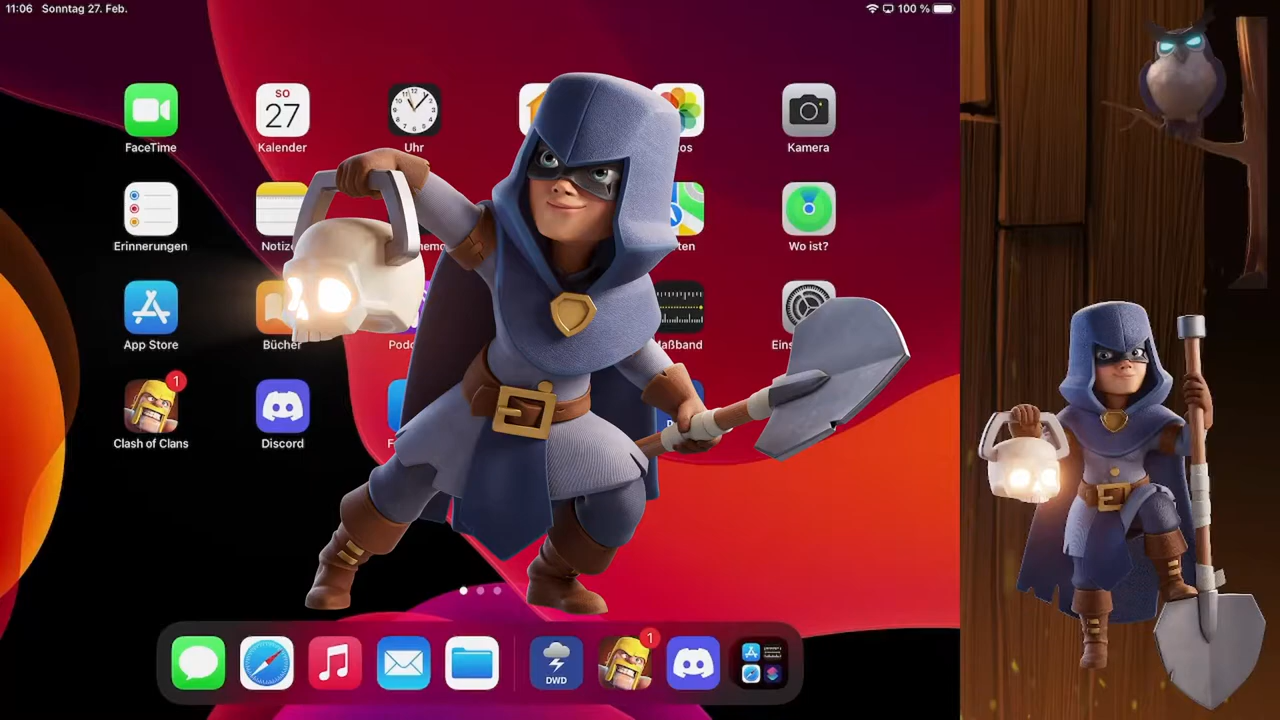 11:06 Sonntag 27. Feb.
100 %
SO
27
FaceTime
Kalender
Uhr
Kamera
Erinnerungen
Wo ist?
App Store
Bücher
1
Clash of Clans
Discord
DWD
1